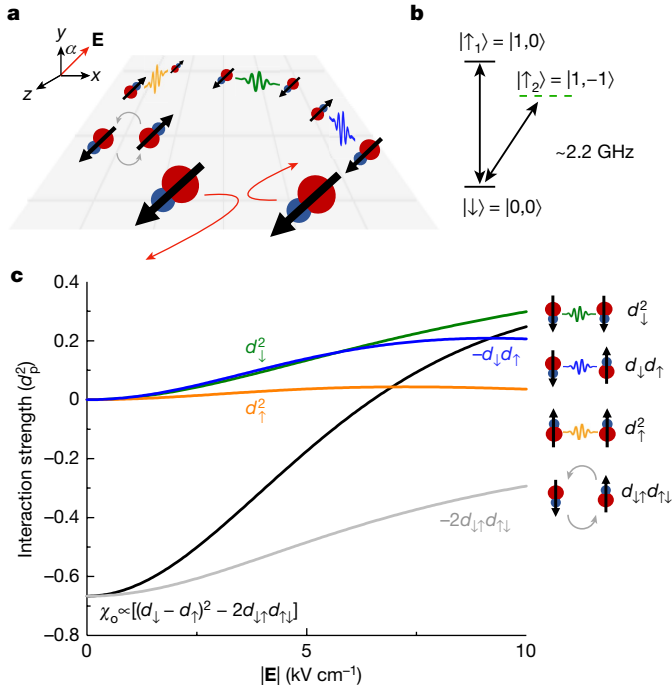 a
b
y
α
E
x
z
|↑₁⟩ = |1,0⟩
|↑₂⟩ = |1,−1⟩
~2.2 GHz
|↓⟩ = |0,0⟩
c
Interaction strength (d²ₚ)
0.4
0.2
0
−0.2
−0.4
−0.6
−0.8
d²↓
−d↓d↑
d²↑
−2d↓↑d↑↓
χₒ∝[(d↓ − d↑)² − 2d↓↑d↑↓]
0
5
10
|E| (kV cm⁻¹)
d²↓
d↓d↑
d²↑
d↓↑d↑↓